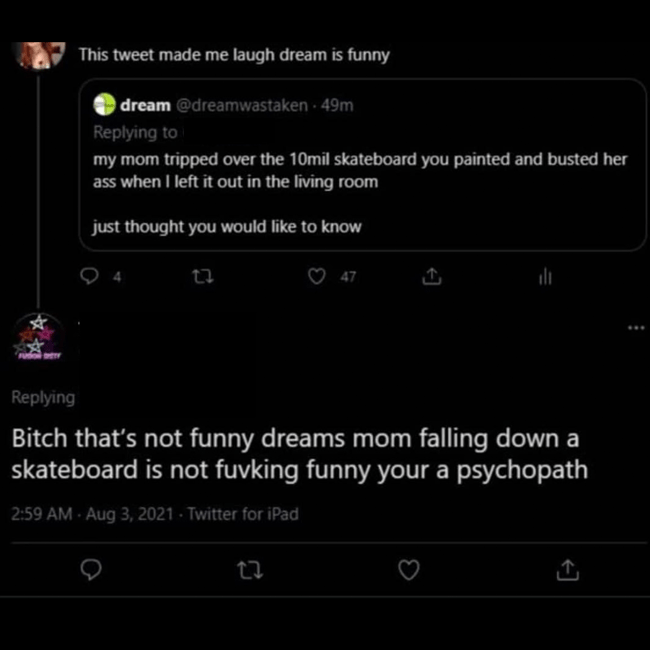 This tweet made me laugh dream is funny
dream @dreamwastaken · 49m
Replying to
my mom tripped over the 10mil skateboard you painted and busted her
ass when I left it out in the living room
just thought you would like to know
4 47
Replying
Bitch that's not funny dreams mom falling down a
skateboard is not fuvking funny your a psychopath
2:59 AM · Aug 3, 2021 · Twitter for iPad